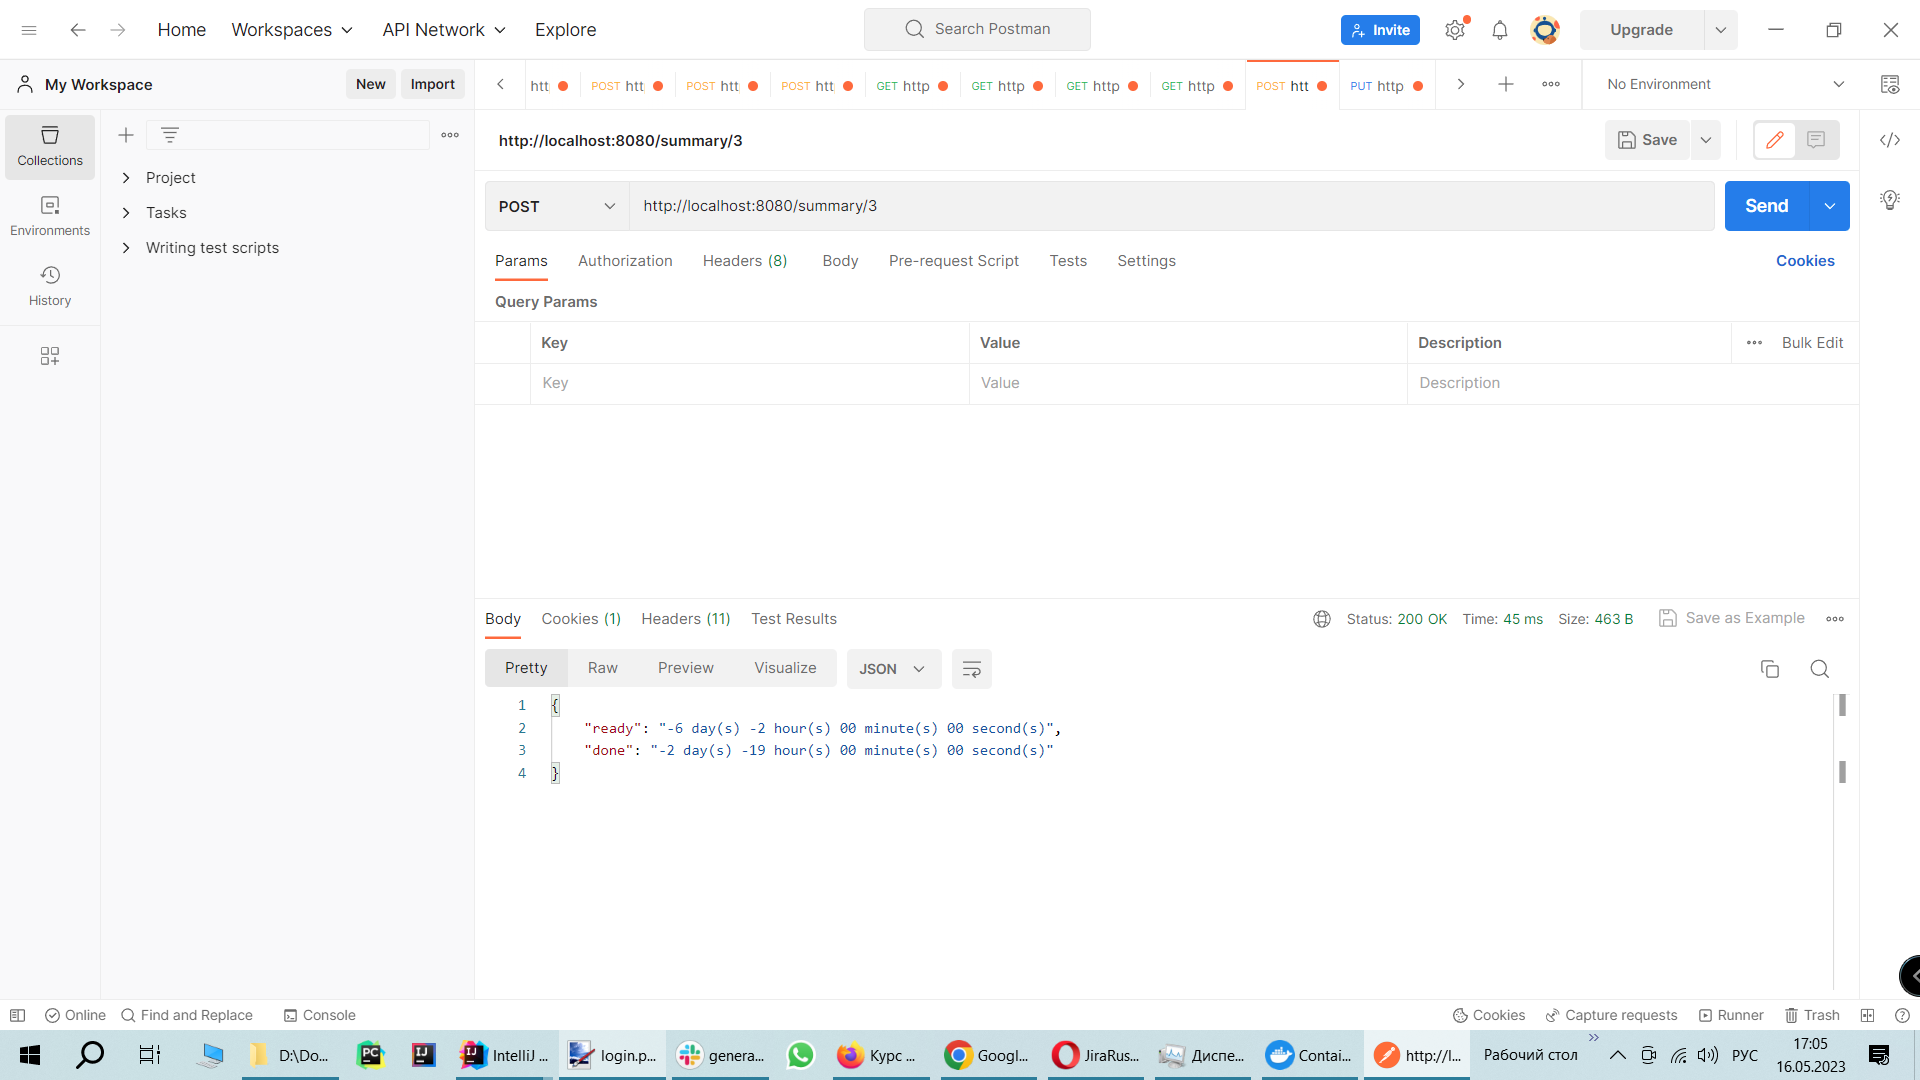 Home Workspaces API Network Explore Search Postman Invite Upgrade
My Workspace New Import htt POST htt POST htt POST htt GET http GET http GET http GET http POST htt PUT http No Environment
Collections
Environments
History
Project
Tasks
Writing test scripts
http://localhost:8080/summary/3 Save
POST http://localhost:8080/summary/3 Send
Params Authorization Headers (8) Body Pre-request Script Tests Settings Cookies
Query Params
Key Value Description Bulk Edit
Key Value Description
Body Cookies (1) Headers (11) Test Results Status: 200 OK Time: 45 ms Size: 463 B Save as Example
Pretty Raw Preview Visualize JSON
1 {
2 "ready": "-6 day(s) -2 hour(s) 00 minute(s) 00 second(s)",
3 "done": "-2 day(s) -19 hour(s) 00 minute(s) 00 second(s)"
4 }
Online Find and Replace Console Cookies Capture requests Runner Trash
D:\Do... PC IJ IntelliJ ... login.p... genera... Курс ... Googl... JiraRus... Диспе... Contai... http://l... Рабочий стол РУС 17:05
16.05.2023